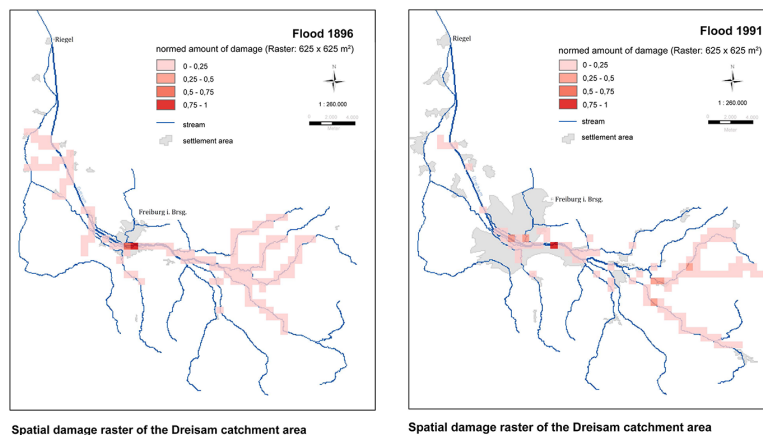 Flood 1896
normed amount of damage (Raster: 625 x 625 m²)
0 - 0,25
0,25 - 0,5
0,5 - 0,75
0,75 - 1
stream
settlement area
N
1 : 260.000
Meter
Riegel
Freiburg i. Brsg.
Spatial damage raster of the Dreisam catchment area
Flood 1991
normed amount of damage (Raster: 625 x 625 m²)
0 - 0,25
0,25 - 0,5
0,5 - 0,75
0,75 - 1
stream
settlement area
N
1 : 260.000
Meter
Riegel
Freiburg i. Brsg.
Spatial damage raster of the Dreisam catchment area